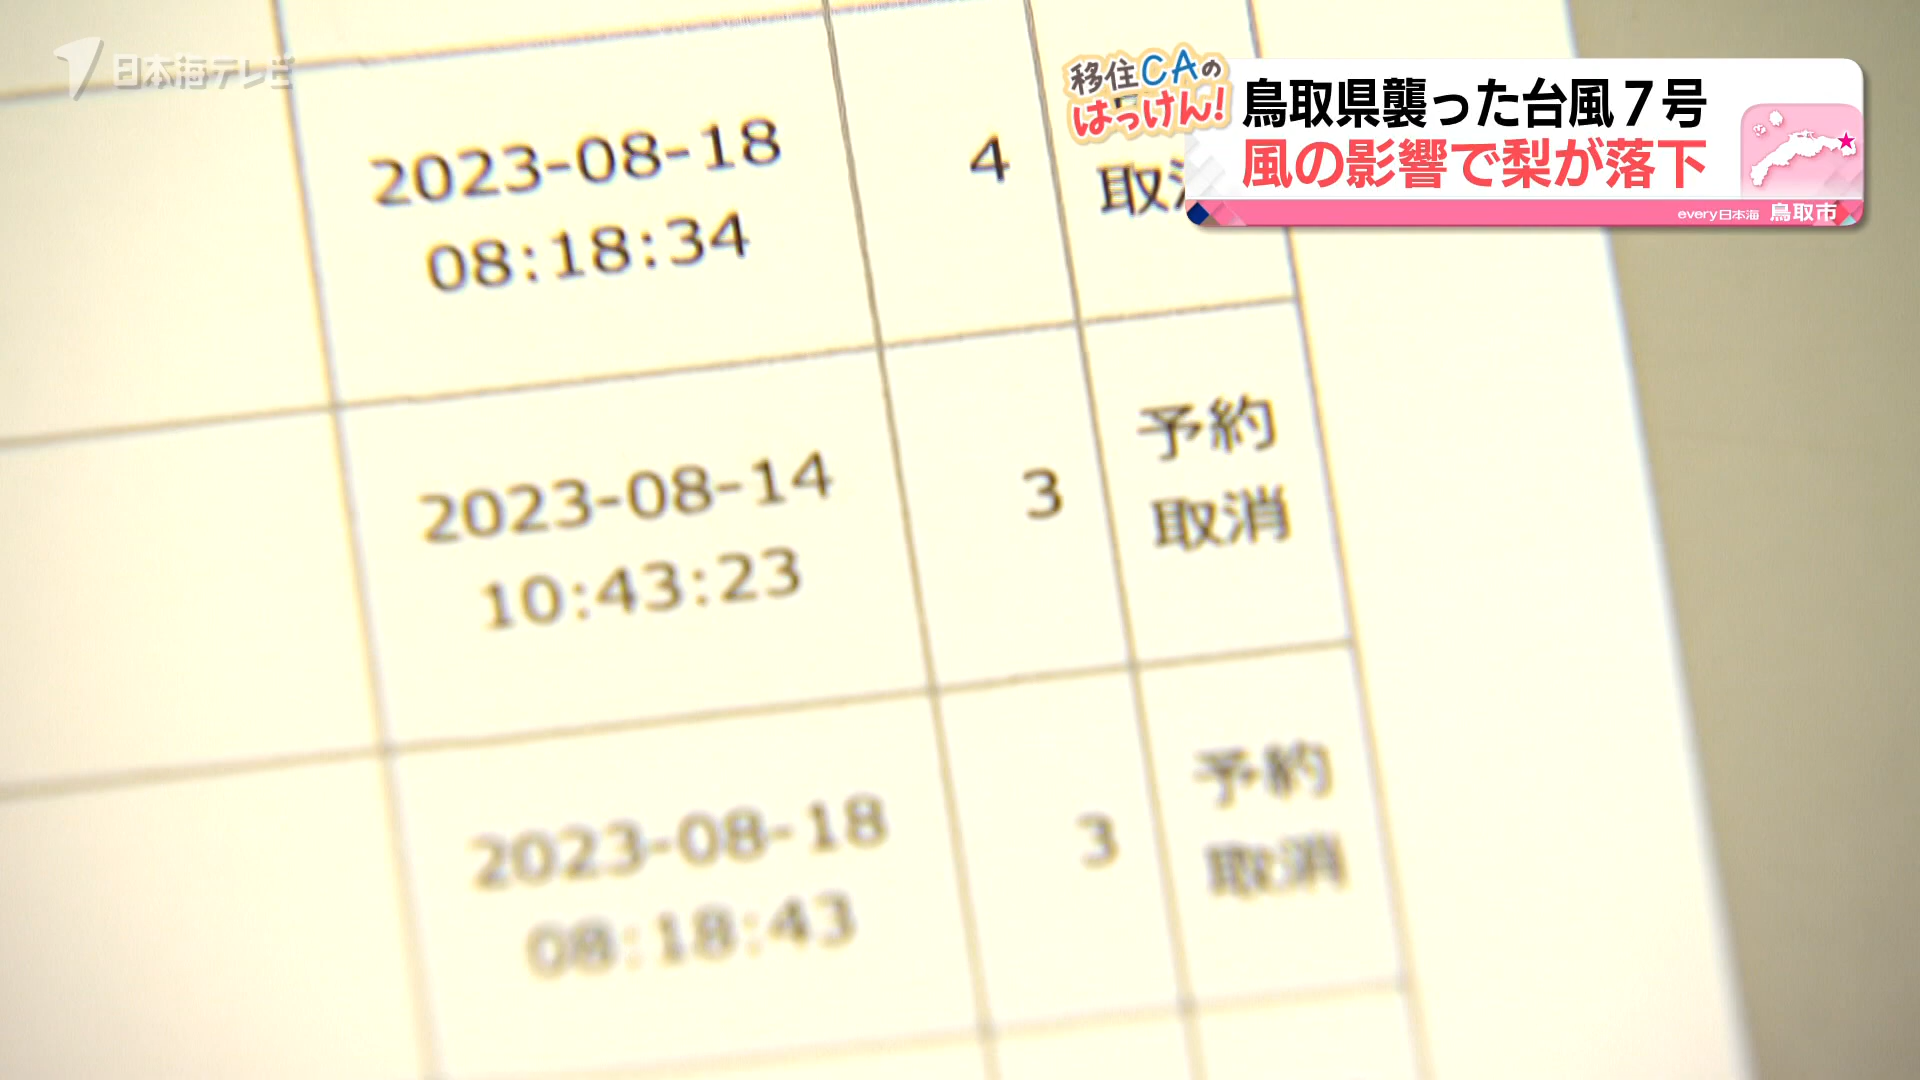 日本海テレビ
移住CAの
はっけん!
鳥取県襲った台風7号
風の影響で梨が落下
every日本海 鳥取市
2023-08-18
08:18:34
4
取
2023-08-14
10:43:23
3
予約
取消
2023-08-18
08:18:43
3
予約
取消